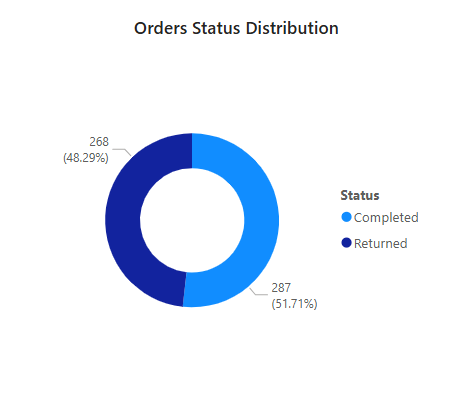 Orders Status Distribution
268
(48.29%)
Status
Completed
Returned
287
(51.71%)